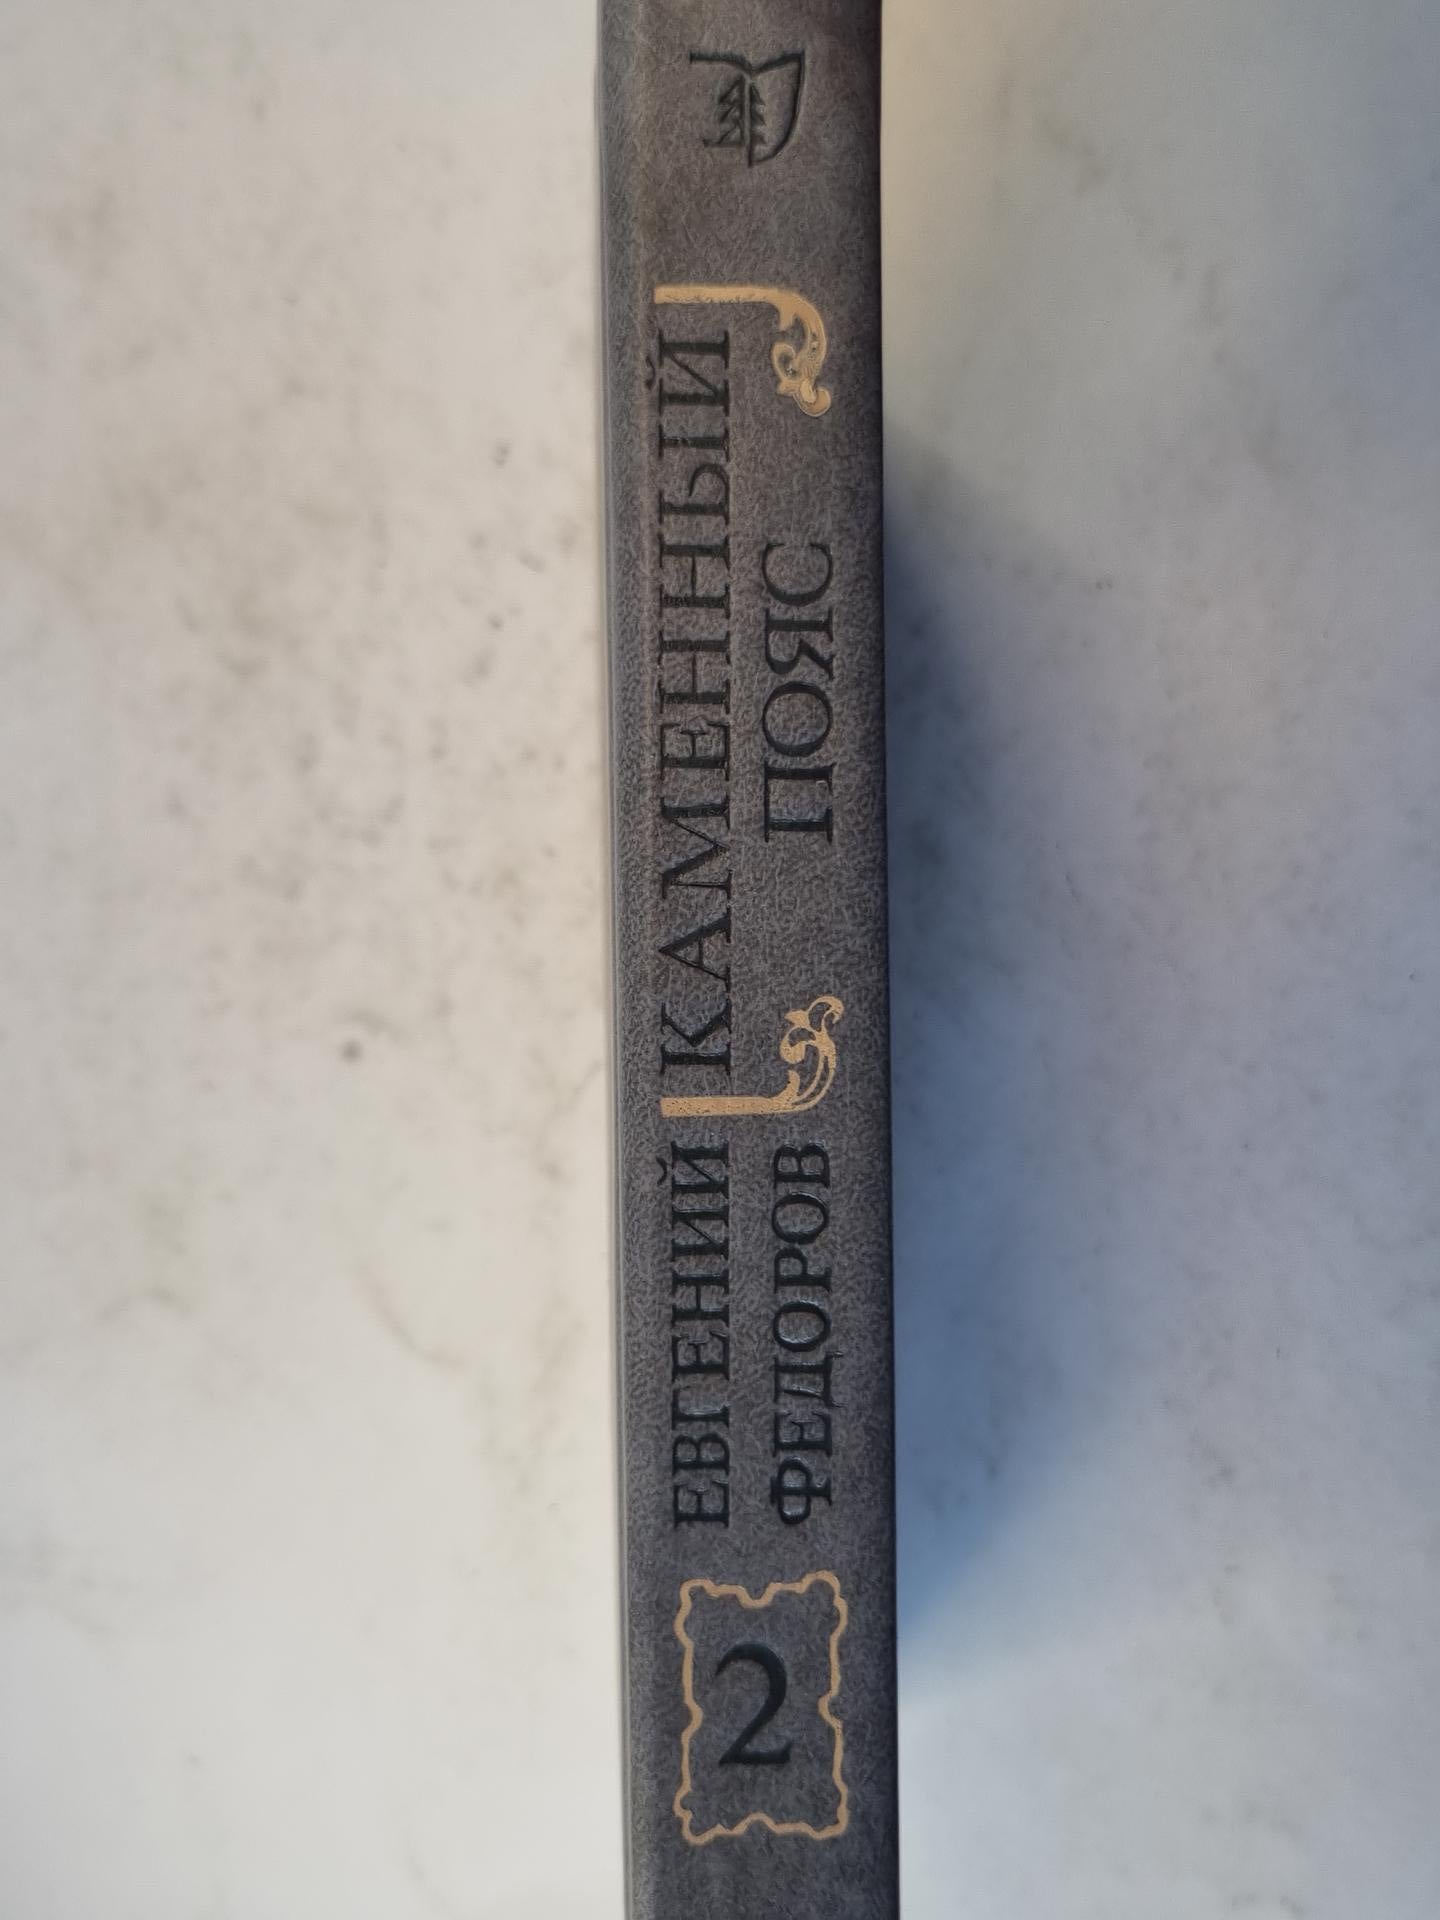 2
ЕВГЕНИЙ
ФЕДОРОВ
КАМЕННЫЙ
ПОЯС